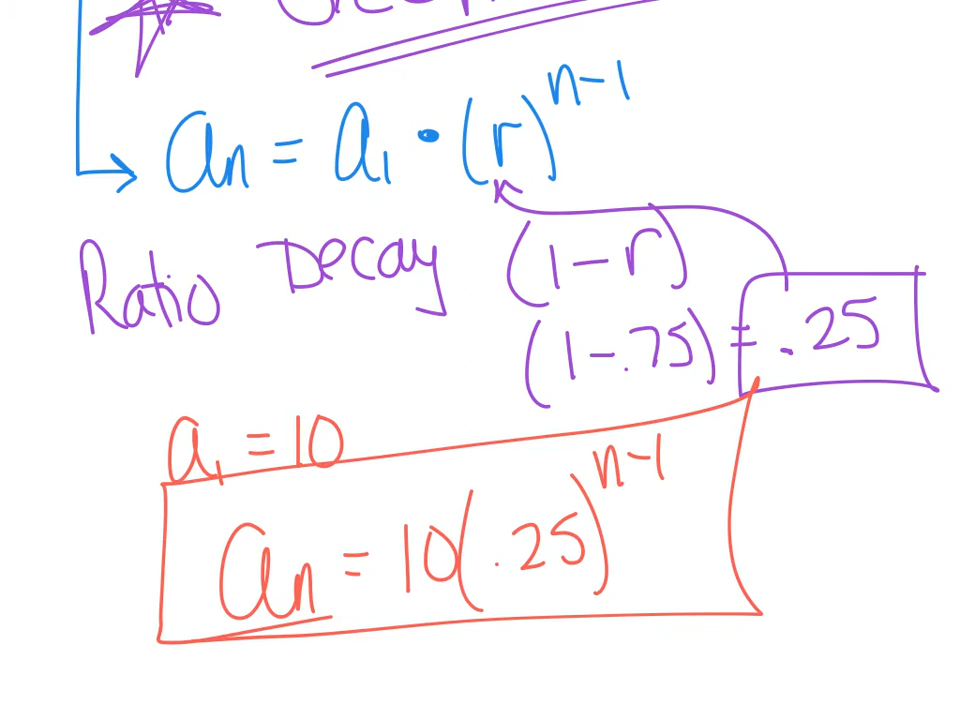 an = a₁ • (r)ⁿ⁻¹
Ratio Decay (1-r)
(1-.75) = .25
a₁ = 10
an = 10(.25)ⁿ⁻¹